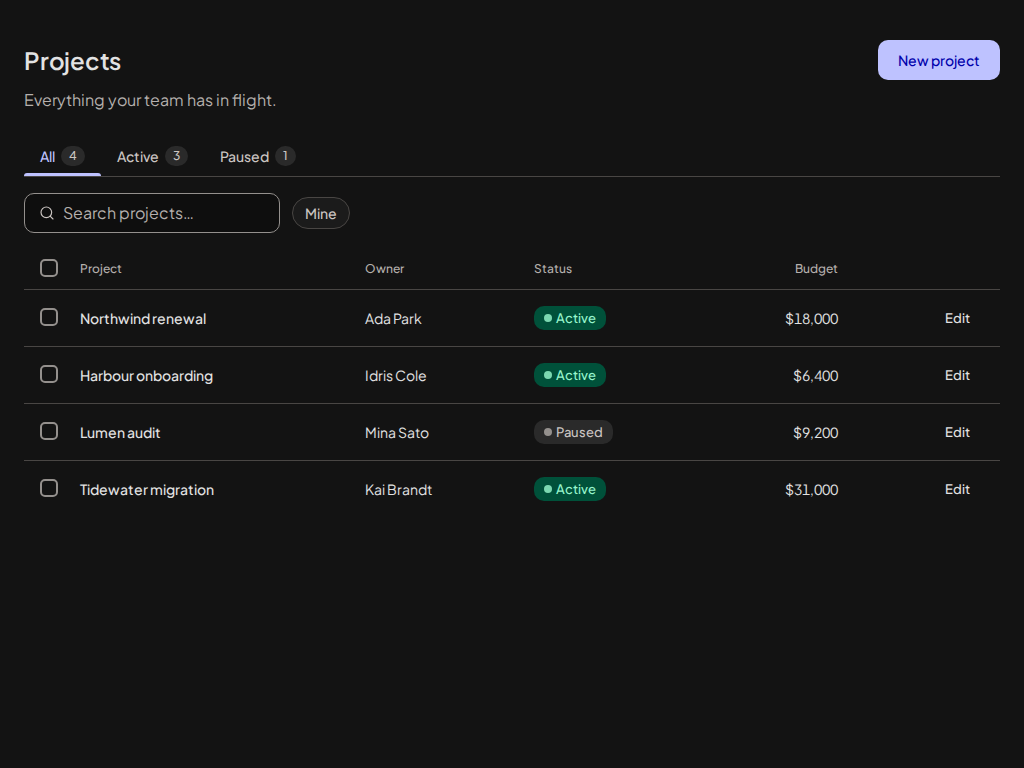 Projects
New project
Everything your team has in flight.
All 4 Active 3 Paused 1
Search projects... Mine
Project Owner Status Budget
Northwind renewal Ada Park Active $18,000 Edit
Harbour onboarding Idris Cole Active $6,400 Edit
Lumen audit Mina Sato Paused $9,200 Edit
Tidewater migration Kai Brandt Active $31,000 Edit